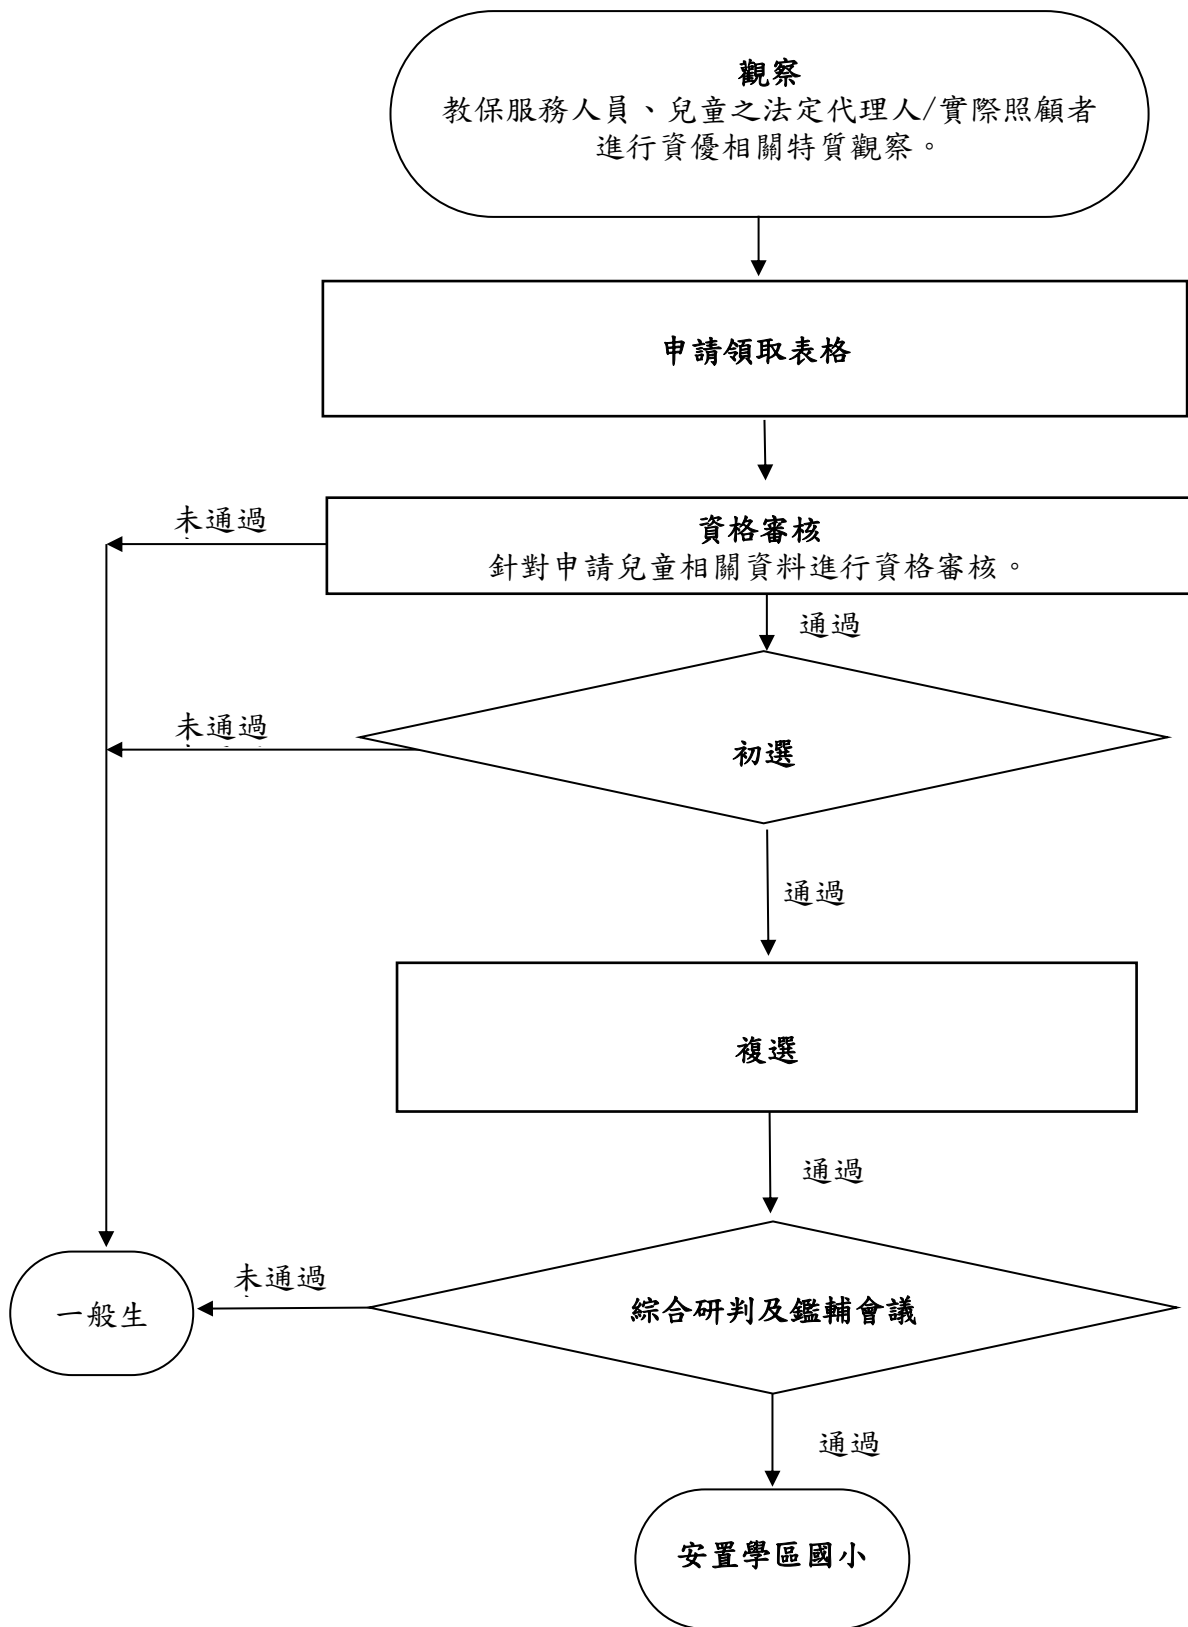 觀察
教保服務人員、兒童之法定代理人/實際照顧者
進行資優相關特質觀察。
申請領取表格
未通過
資格審核
針對申請兒童相關資料進行資格審核。
通過
未通過
初選
通過
複選
通過
未通過
一般生
綜合研判及鑑輔會議
通過
安置學區國小